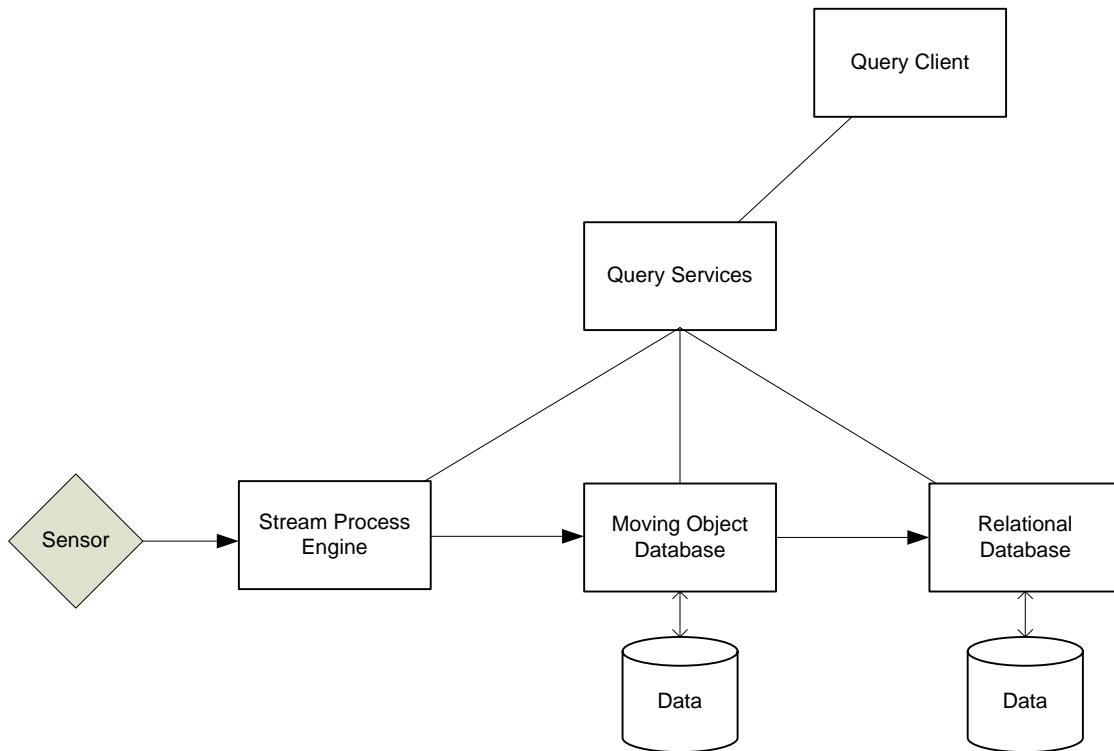 Query Client
Query Services
Sensor
Stream Process
Engine
Moving Object
Database
Relational
Database
Data
Data